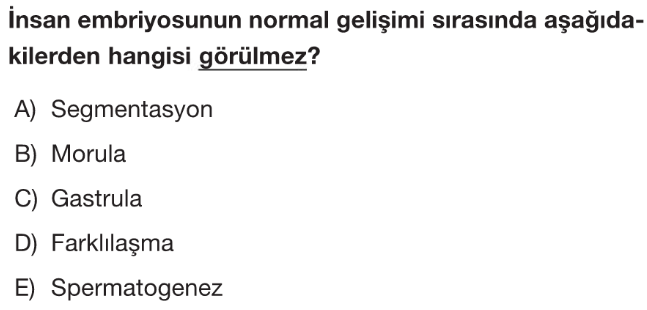 İnsan embriyosunun normal gelişimi sırasında aşağıda-
kilerden hangisi görülmez?
A) Segmentasyon
B) Morula
C) Gastrula
D) Farklılaşma
E) Spermatogenez